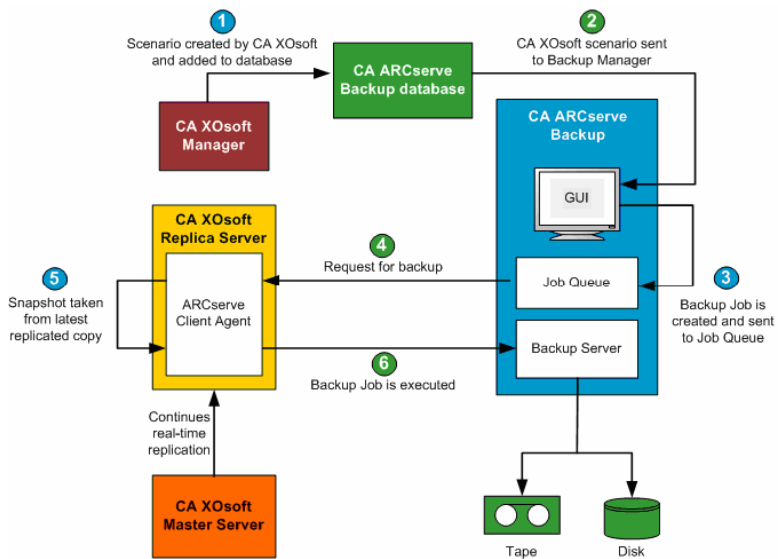 1
Scenario created by CA XOsoft
and added to database
CA ARCserve
Backup database
2
CA XOsoft scenario sent
to Backup Manager
CA XOsoft
Manager
CA ARCserve
Backup
GUI
CA XOsoft
Replica Server
4
Request for backup
Job Queue
3
Backup Job is
created and sent
to Job Queue
5
Snapshot taken
from latest
replicated copy
ARCserve
Client Agent
Backup Server
6
Backup Job is executed
Continues
real-time
replication
CA XOsoft
Master Server
Tape
Disk